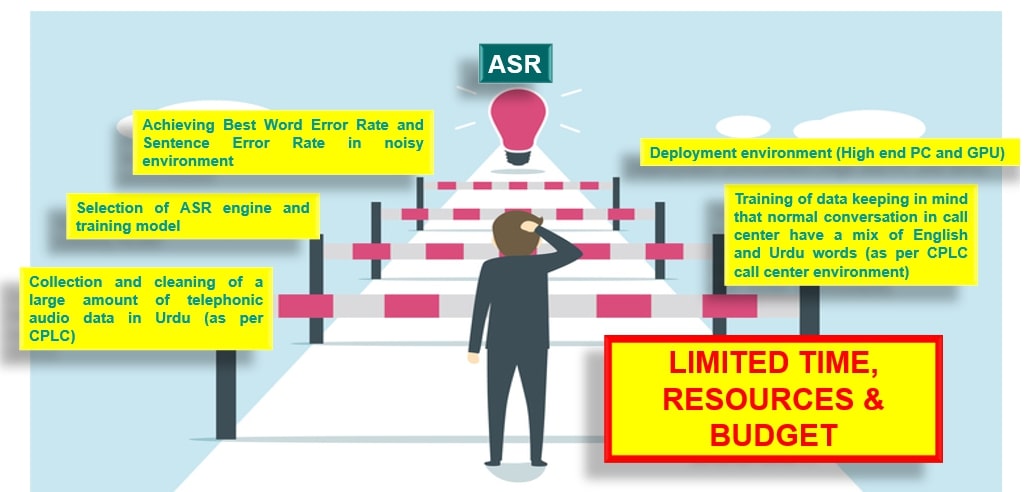 ASR
Achieving Best Word Error Rate and
Sentence Error Rate in noisy
environment
Selection of ASR engine and
training model
Collection and cleaning of a
large amount of telephonic
audio data in Urdu (as per
CPLC)
Deployment environment (High end PC and GPU)
Training of data keeping in mind
that normal conversation in call
center have a mix of English
and Urdu words (as per CPLC
call center environment)
LIMITED TIME,
RESOURCES &
BUDGET